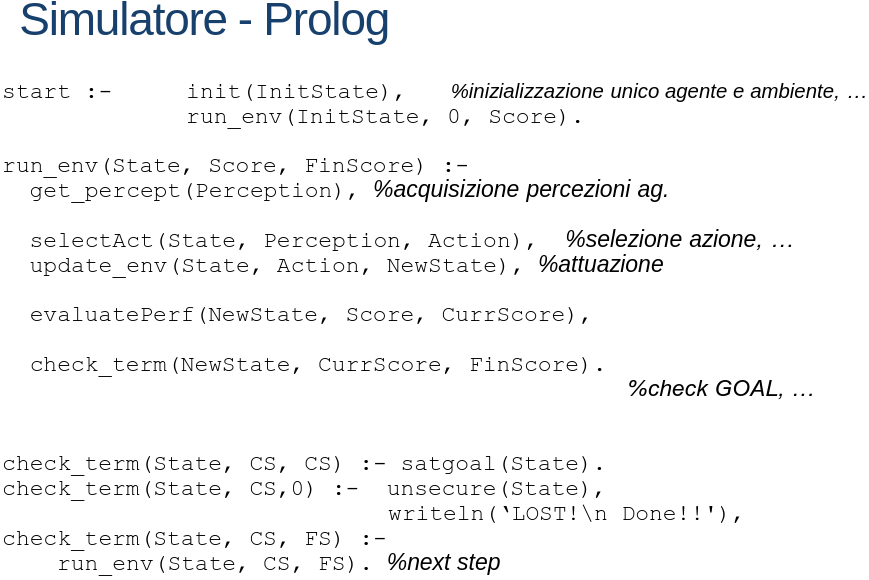 Simulatore - Prolog
start :- init(InitState), %inizializzazione unico agente e ambiente, …
run_env(InitState, 0, Score).
run_env(State, Score, FinScore) :-
get_percept(Perception), %acquisizione percezioni ag.
selectAct(State, Perception, Action), %selezione azione, …
update_env(State, Action, NewState), %attuazione
evaluatePerf(NewState, Score, CurrScore),
check_term(NewState, CurrScore, FinScore).
%check GOAL, …
check_term(State, CS, CS) :- satgoal(State).
check_term(State, CS,0) :- unsecure(State),
writeln(‛LOST!\n Done!!'),
check_term(State, CS, FS) :-
run_env(State, CS, FS). %next step